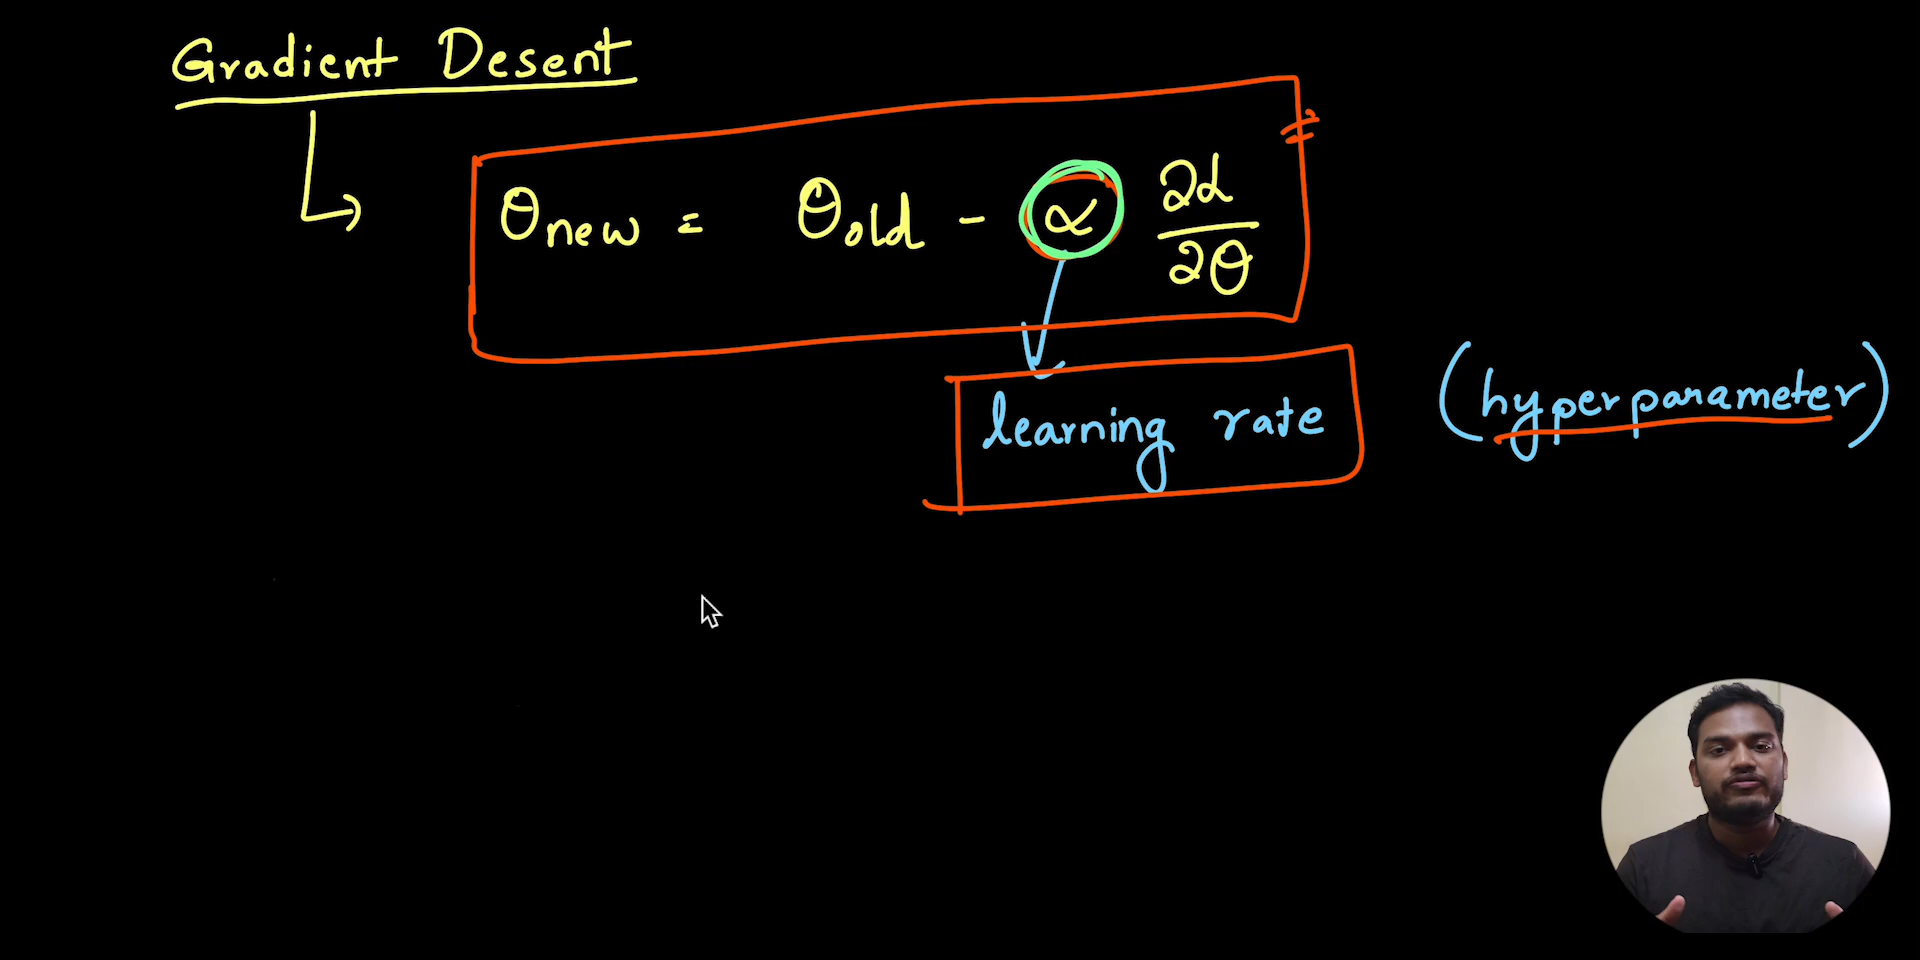 Gradient Desent
θnew = θold - α ∂L/∂θ
learning rate (hyperparameter)